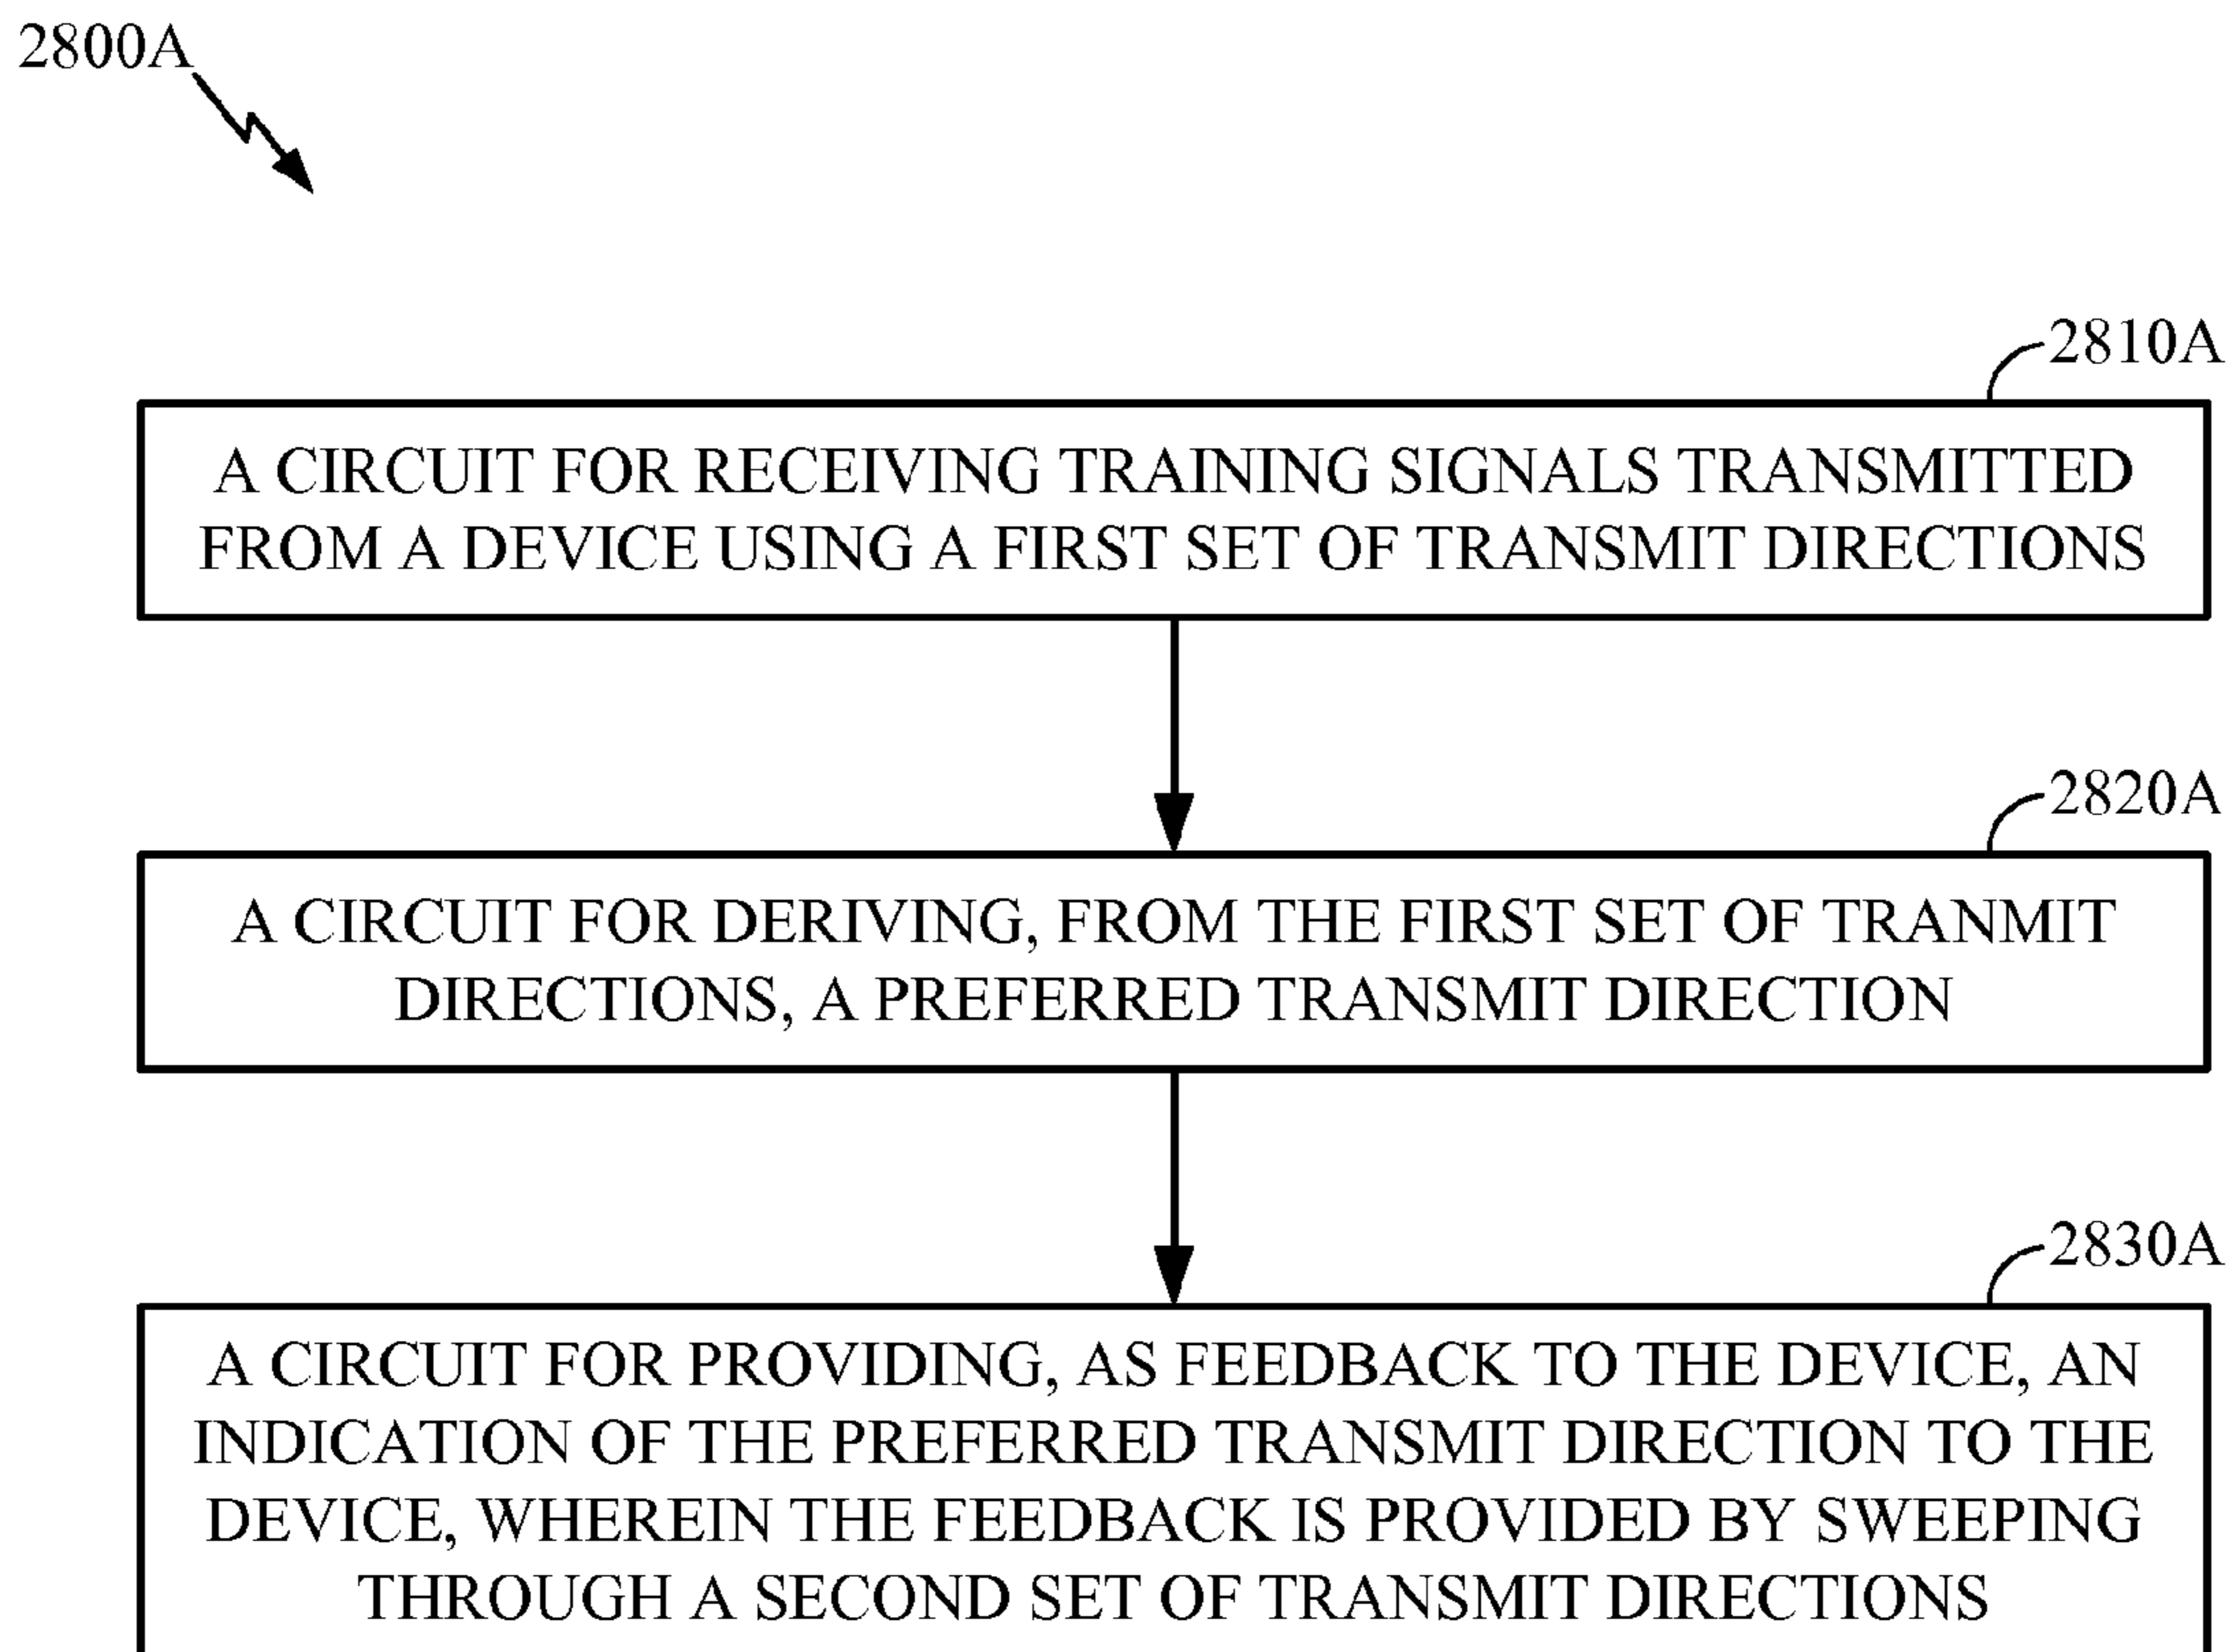 2800A
2810A
A CIRCUIT FOR RECEIVING TRAINING SIGNALS TRANSMITTED
FROM A DEVICE USING A FIRST SET OF TRANSMIT DIRECTIONS
2820A
A CIRCUIT FOR DERIVING, FROM THE FIRST SET OF TRANMIT
DIRECTIONS, A PREFERRED TRANSMIT DIRECTION
2830A
A CIRCUIT FOR PROVIDING, AS FEEDBACK TO THE DEVICE, AN
INDICATION OF THE PREFERRED TRANSMIT DIRECTION TO THE
DEVICE, WHEREIN THE FEEDBACK IS PROVIDED BY SWEEPING
THROUGH A SECOND SET OF TRANSMIT DIRECTIONS